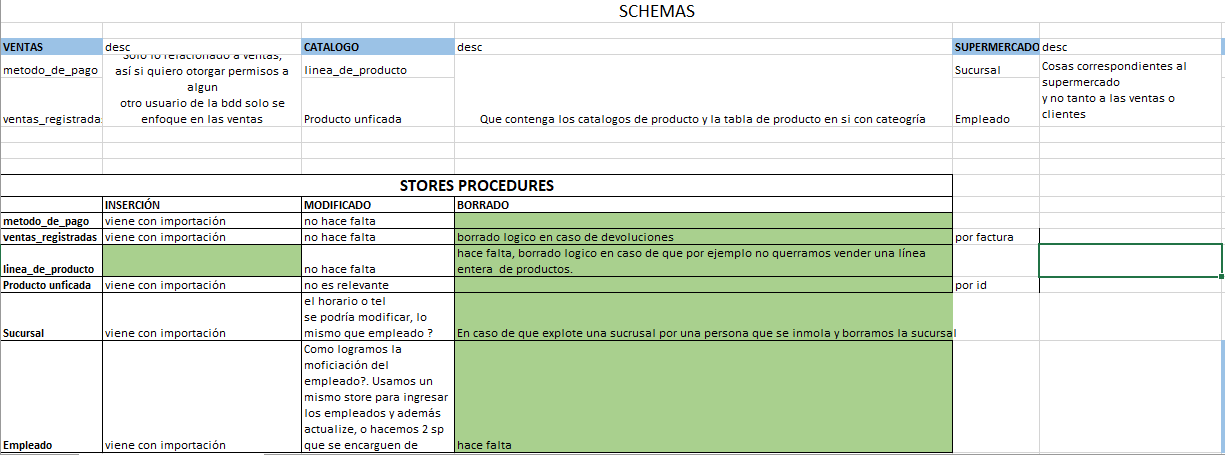 SCHEMAS
VENTAS desc CATALOGO desc SUPERMERCADO desc
metodo_de_pago
Solo lo relacionado a ventas,
así si quiero otorgar permisos a
algun
otro usuario de la bdd solo se
enfoque en las ventas
linea_de_producto
Sucursal
Cosas correspondientes al
supermercado
y no tanto a las ventas o
clientes
ventas_registrada
Producto unficada
Que contenga los catalogos de producto y la tabla de producto en si con cateogría
Empleado
STORES PROCEDURES
INSERCIÓN MODIFICADO BORRADO
metodo_de_pago viene con importación no hace falta
ventas_registradas viene con importación no hace falta borrado logico en caso de devoluciones por factura
linea_de_producto no hace falta
hace falta, borrado logico en caso de que por ejemplo no querramos vender una línea
entera de productos.
Producto unficada viene con importación no es relevante por id
Sucursal viene con importación
el horario o tel
se podría modificar, lo
mismo que empleado ?
En caso de que explote una sucrusal por una persona que se inmola y borramos la sucursal
Empleado viene con importación
Como logramos la
moficiación del
empleado?. Usamos un
mismo store para ingresar
los empleados y además
actualize, o hacemos 2 sp
que se encarguen de
hace falta